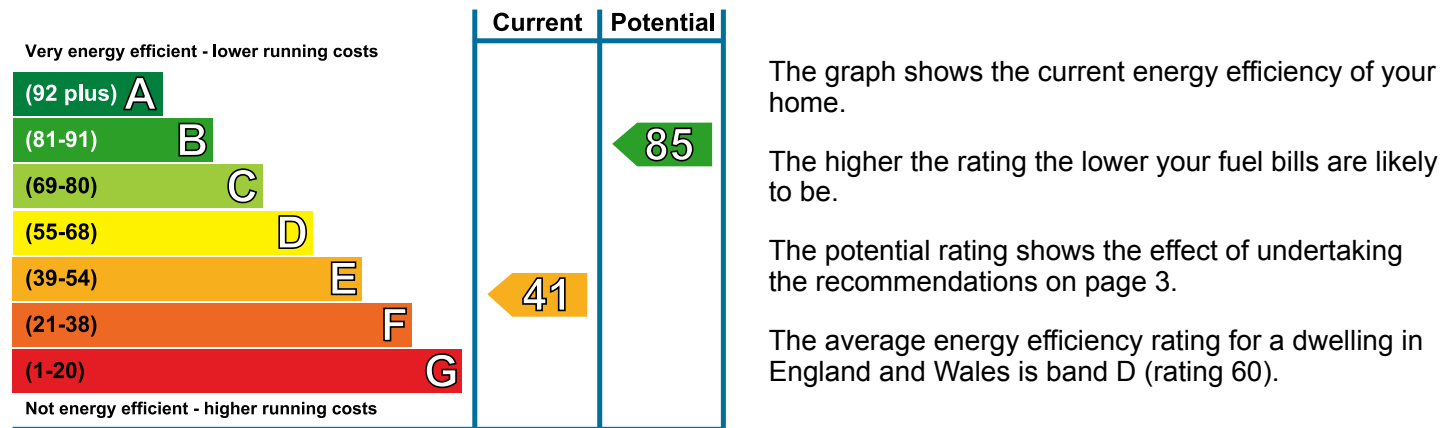 Current Potential
Very energy efficient - lower running costs
(92 plus) A
(81-91) B
85
(69-80) C
(55-68) D
(39-54) E
41
(21-38) F
(1-20) G
Not energy efficient - higher running costs
The graph shows the current energy efficiency of your
home.
The higher the rating the lower your fuel bills are likely
to be.
The potential rating shows the effect of undertaking
the recommendations on page 3.
The average energy efficiency rating for a dwelling in
England and Wales is band D (rating 60).